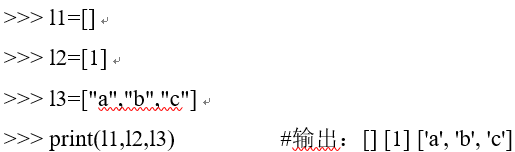 >>> l1=[]
>>> l2=[1]
>>> l3=["a","b","c"]
>>> print(l1,l2,l3) #输出：[] [1] ['a', 'b', 'c']